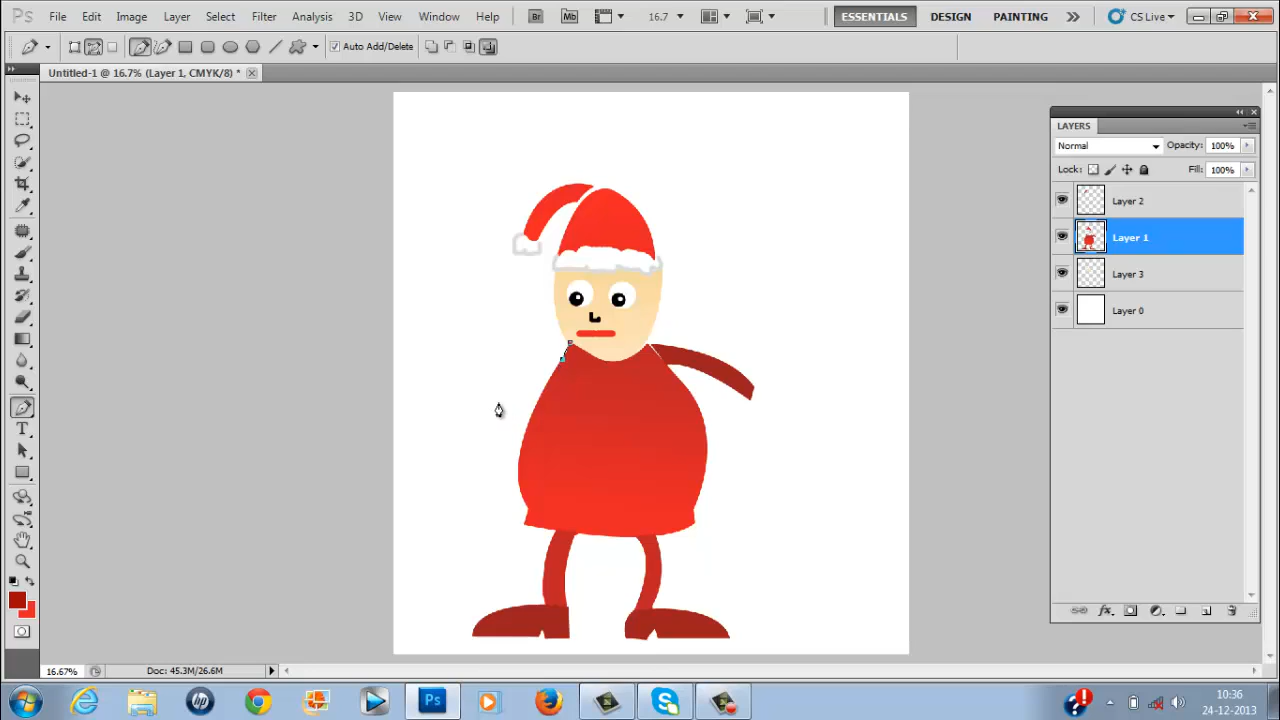 Ps File Edit Image Layer Select Filter Analysis 3D View Window Help Br Mb 16.7 ESSENTIALS DESIGN PAINTING CS Live
Auto Add/Delete
Untitled-1 @ 16.7% (Layer 1, CMYK/8) *
LAYERS
Normal Opacity: 100%
Lock: Fill: 100%
Layer 2
Layer 1
Layer 3
Layer 0
T
fx
16.67% Doc: 45.3M/26.6M
hp Ps
10:36
24-12-2013